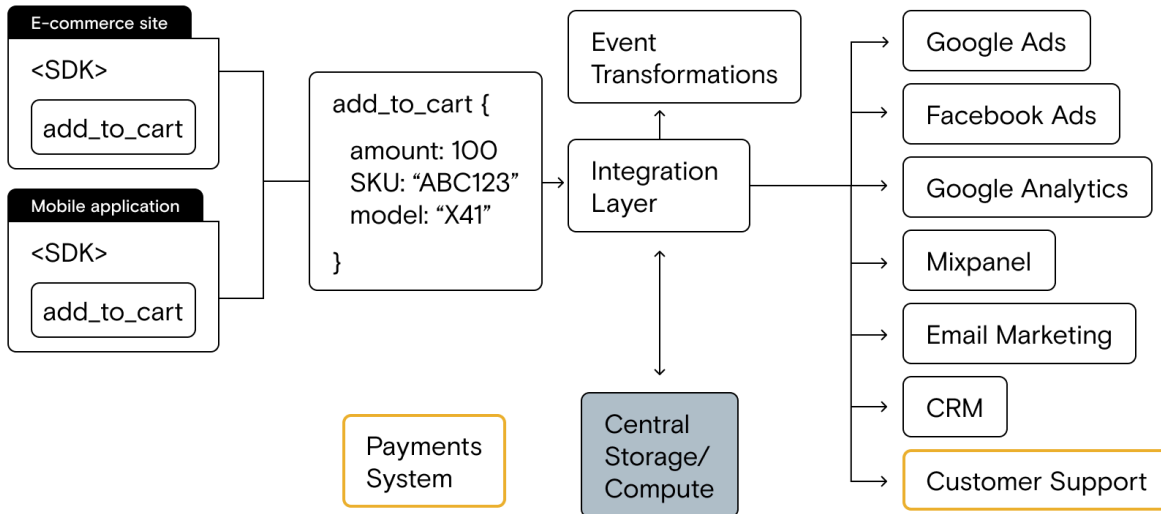 E-commerce site
<SDK>
add_to_cart
Mobile application
<SDK>
add_to_cart
add_to_cart {
amount: 100
SKU: “ABC123”
model: “X41”
}
Event
Transformations
Integration
Layer
Central
Storage/
Compute
Payments
System
Google Ads
Facebook Ads
Google Analytics
Mixpanel
Email Marketing
CRM
Customer Support